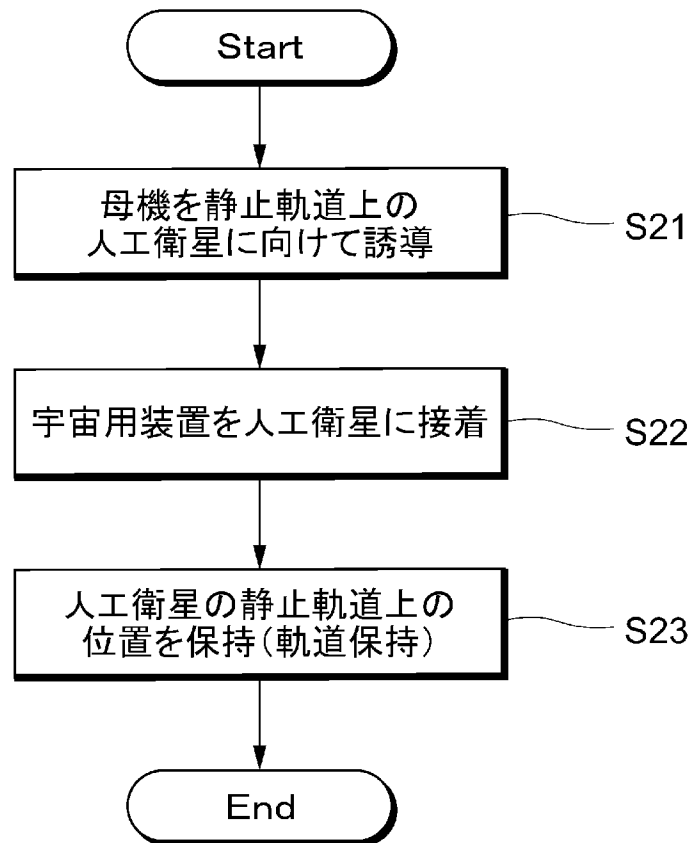 Start
母機を静止軌道上の
人工衛星に向けて誘導
S21
宇宙用装置を人工衛星に接着
S22
人工衛星の静止軌道上の
位置を保持（軌道保持）
S23
End